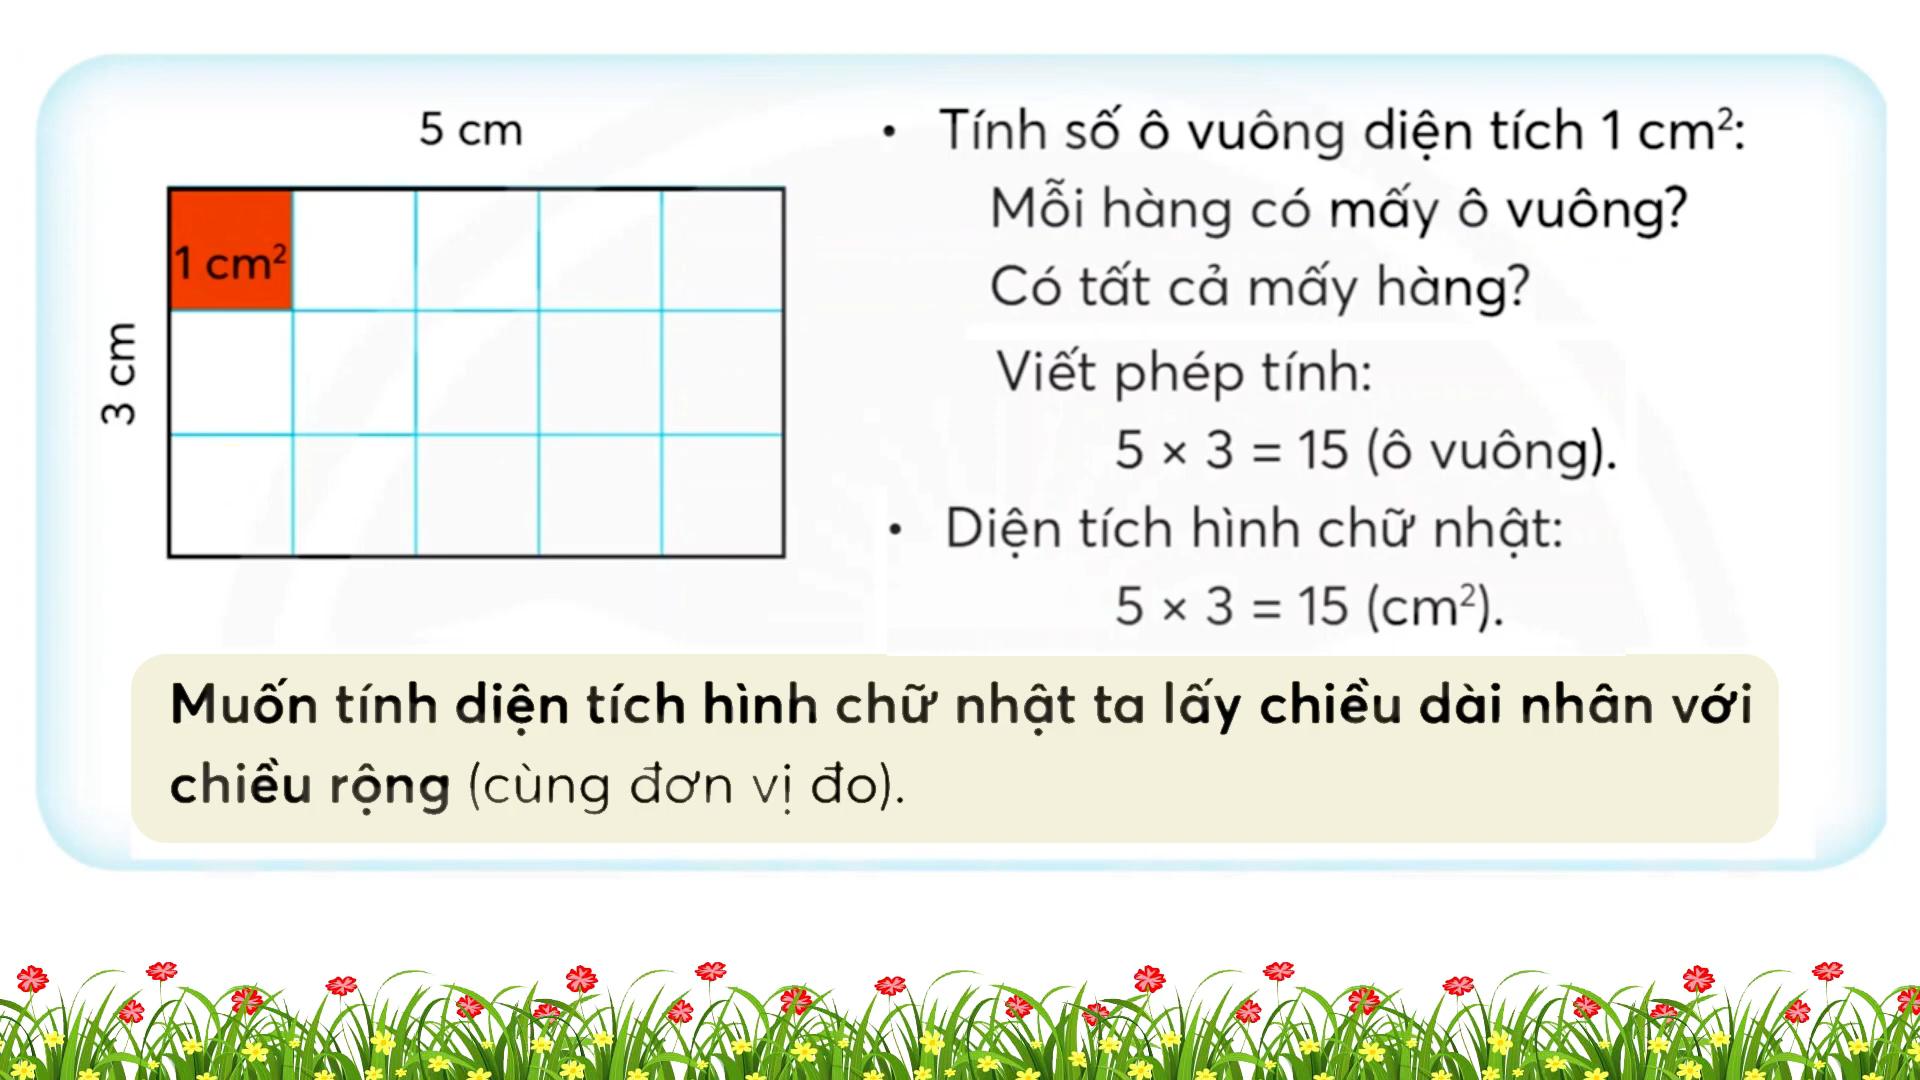 5 cm
1 cm²
3 cm
• Tính số ô vuông diện tích 1 cm²:
Mỗi hàng có mấy ô vuông?
Có tất cả mấy hàng?
Viết phép tính:
5 × 3 = 15 (ô vuông).
• Diện tích hình chữ nhật:
5 × 3 = 15 (cm²).
Muốn tính diện tích hình chữ nhật ta lấy chiều dài nhân với
chiều rộng (cùng đơn vị đo).